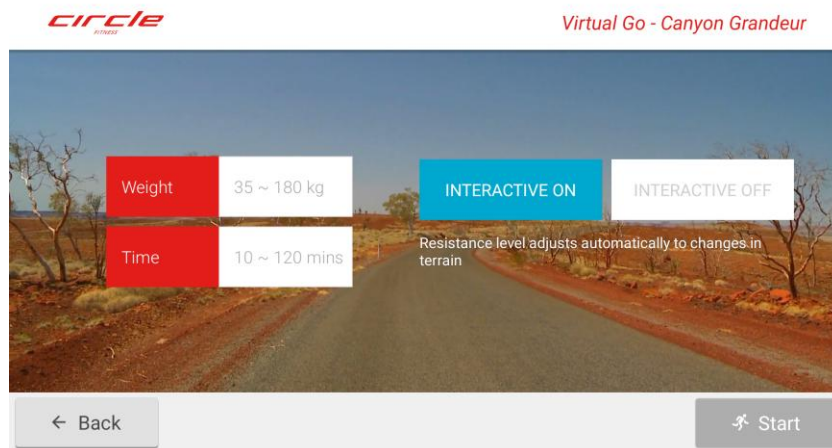 circle
FITNESS
Virtual Go - Canyon Grandeur
Weight
35 ~ 180 kg
INTERACTIVE ON
INTERACTIVE OFF
Time
10 ~ 120 mins
Resistance level adjusts automatically to changes in
terrain
← Back
Start